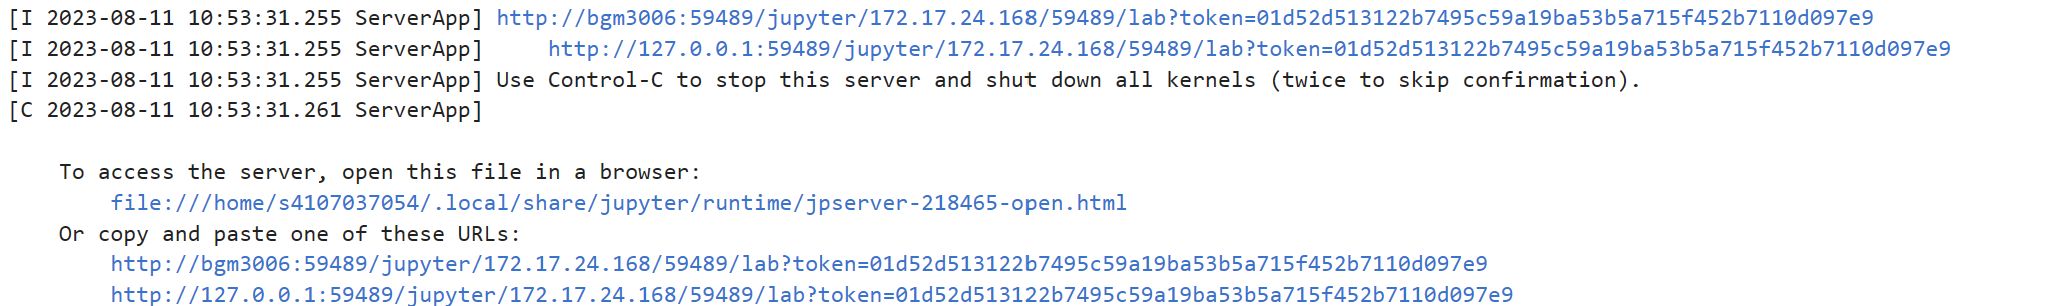 [I 2023-08-11 10:53:31.255 ServerApp] http://bgm3006:59489/jupyter/172.17.24.168/59489/lab?token=01d52d513122b7495c59a19ba53b5a715f452b7110d097e9
[I 2023-08-11 10:53:31.255 ServerApp]     http://127.0.0.1:59489/jupyter/172.17.24.168/59489/lab?token=01d52d513122b7495c59a19ba53b5a715f452b7110d097e9
[I 2023-08-11 10:53:31.255 ServerApp] Use Control-C to stop this server and shut down all kernels (twice to skip confirmation).
[C 2023-08-11 10:53:31.261 ServerApp]
To access the server, open this file in a browser:
file:///home/s4107037054/.local/share/jupyter/runtime/jpserver-218465-open.html
Or copy and paste one of these URLs:
http://bgm3006:59489/jupyter/172.17.24.168/59489/lab?token=01d52d513122b7495c59a19ba53b5a715f452b7110d097e9
http://127.0.0.1:59489/jupyter/172.17.24.168/59489/lab?token=01d52d513122b7495c59a19ba53b5a715f452b7110d097e9